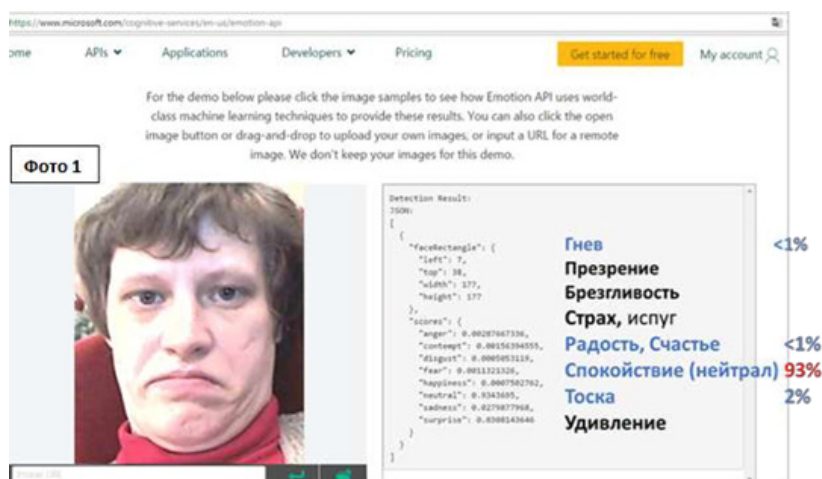 https://www.microsoft.com/cognitive-services/en-us/emotion-api
ome APIs Applications Developers Pricing Get started for free My account
For the demo below please click the image samples to see how Emotion API uses world-
class machine learning techniques to provide these results. You can also click the open
image button or drag-and-drop to upload your own images, or input a URL for a remote
image. We don't keep your images for this demo.
Фото 1
Detection Result:
JSON:
[
{
"faceRectangle": {
"left": 7,
"top": 38,
"width": 177,
"height": 177
},
"scores": {
"anger": 0.00287667336,
"contempt": 0.00156394555,
"disgust": 0.0005053119,
"fear": 0.0011321326,
"happiness": 0.0007502762,
"neutral": 0.9343695,
"sadness": 0.0279877968,
"surprise": 0.0308143646
}
}
]
Гнев <1%
Презрение
Брезгливость
Страх, испуг
Радость, Счастье <1%
Спокойствие (нейтрал) 93%
Тоска 2%
Удивление
Image URL